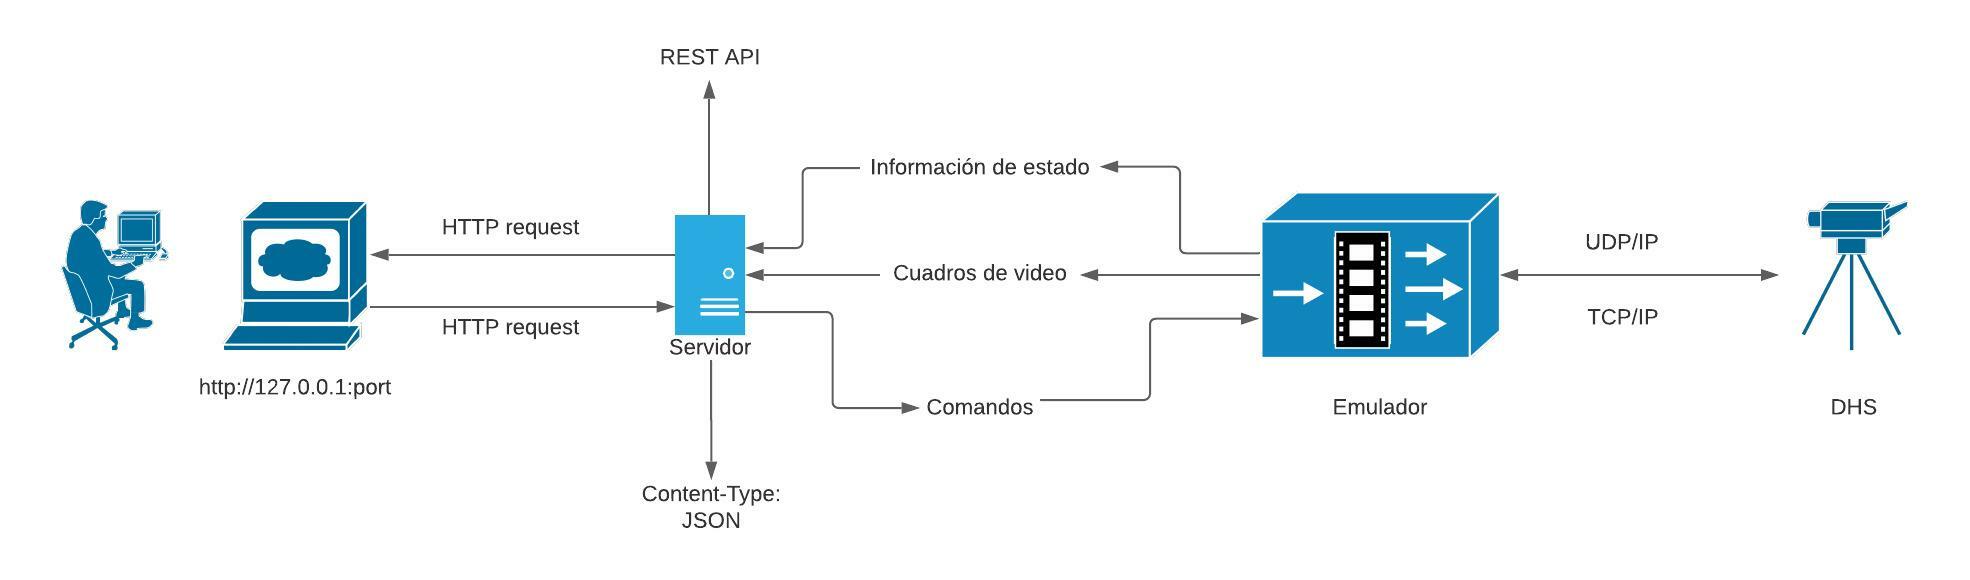 REST API
Información de estado
HTTP request
UDP/IP
Cuadros de video
TCP/IP
HTTP request
Servidor
http://127.0.0.1:port
Comandos
Emulador
DHS
Content-Type:
JSON